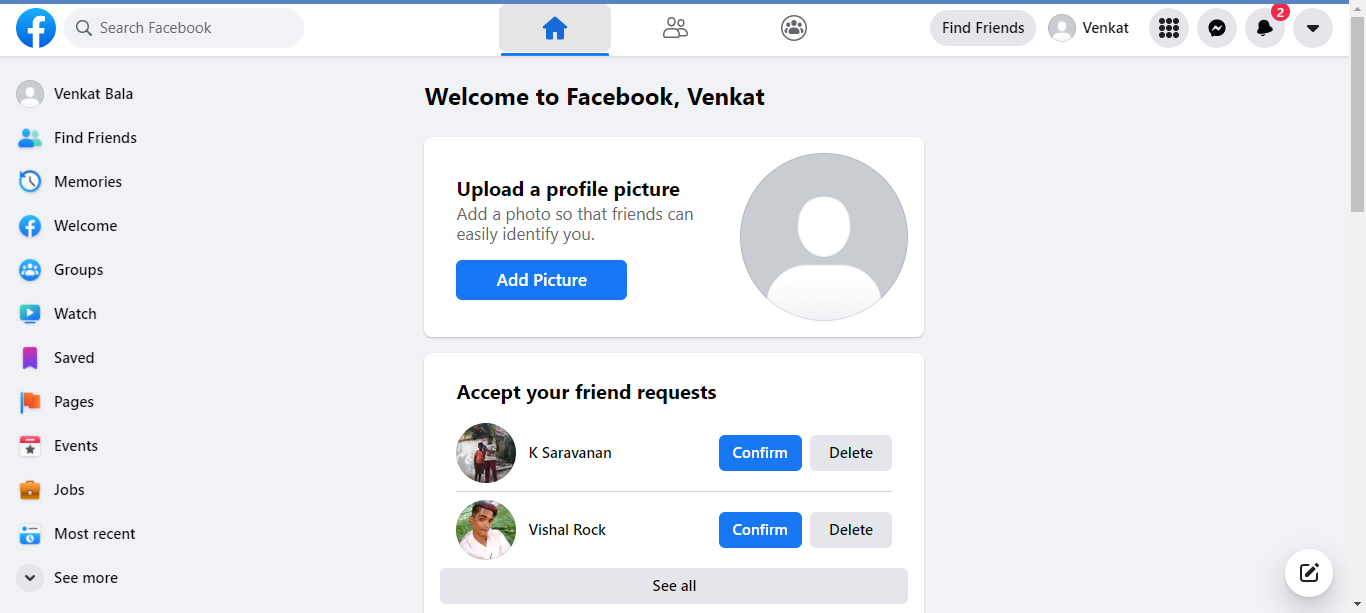 Search Facebook
Find Friends
Venkat
2
Venkat Bala
Find Friends
Memories
Welcome
Groups
Watch
Saved
Pages
Events
Jobs
Most recent
See more
Welcome to Facebook, Venkat
Upload a profile picture
Add a photo so that friends can
easily identify you.
Add Picture
Accept your friend requests
K Saravanan
Confirm
Delete
Vishal Rock
Confirm
Delete
See all